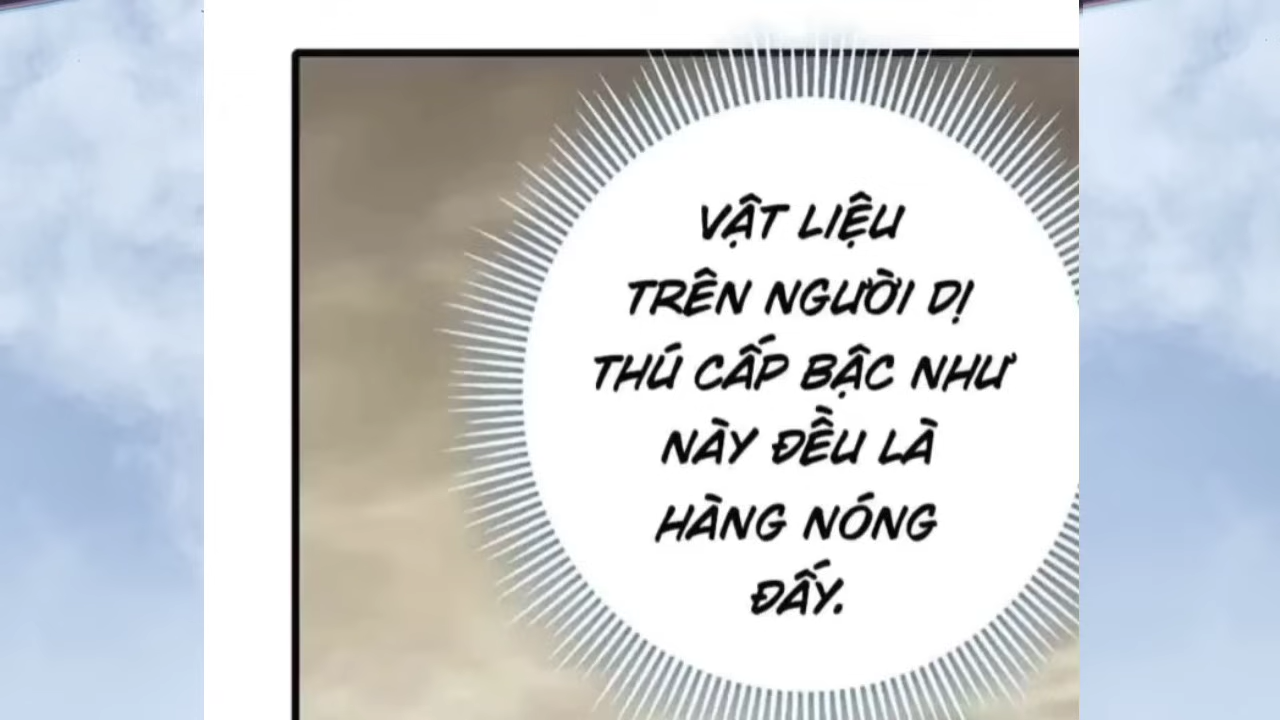 VẬT LIỆU
TRÊN NGƯỜI DỊ
THÚ CẤP BẬC NHƯ
NÀY ĐỀU LÀ
HÀNG NÓNG
ĐẤY.